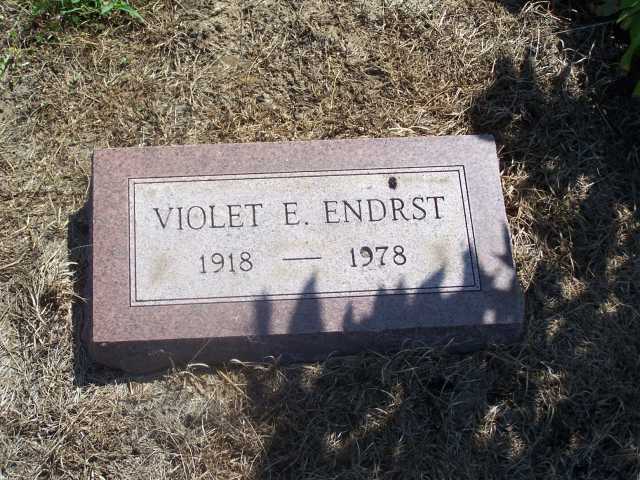 VIOLET E. ENDRST
1918 — 1978